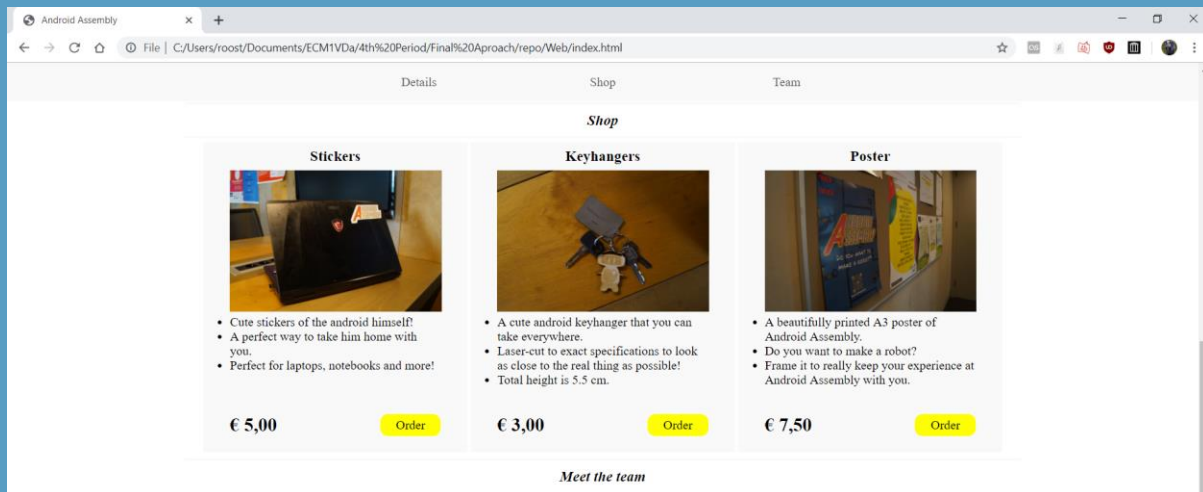 Android Assembly
File | C:/Users/roost/Documents/ECM1VDa/4th%20Period/Final%20Aproach/repo/Web/index.html
Details Shop Team
Shop
Stickers
Cute stickers of the android himself!
A perfect way to take him home with
you.
Perfect for laptops, notebooks and more!
€ 5,00 Order
Keyhangers
A cute android keyhanger that you can
take everywhere.
Laser-cut to exact specifications to look
as close to the real thing as possible!
Total height is 5.5 cm.
€ 3,00 Order
Poster
A beautifully printed A3 poster of
Android Assembly.
Do you want to make a robot?
Frame it to really keep your experience at
Android Assembly with you.
€ 7,50 Order
Meet the team